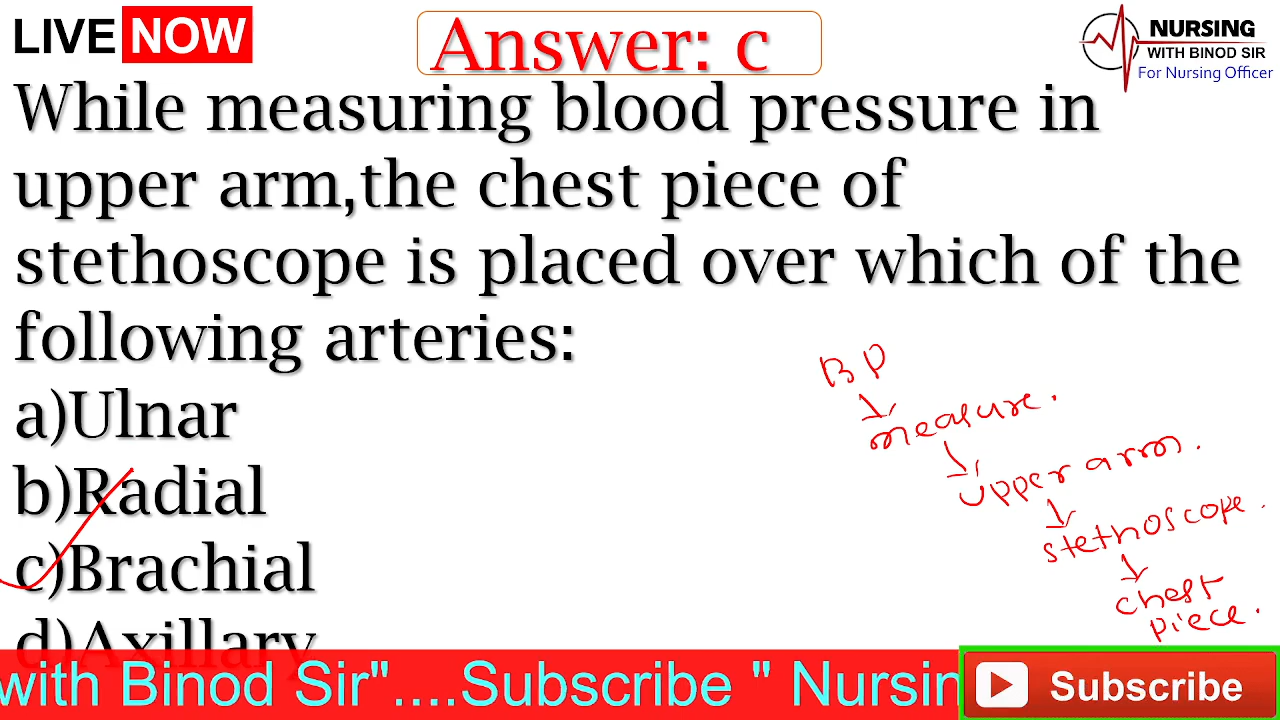 LIVE NOW
Answer: c
NURSING
WITH BINOD SIR
For Nursing Officer
While measuring blood pressure in
upper arm,the chest piece of
stethoscope is placed over which of the
following arteries:
a)Ulnar
b)Radial
c)Brachial
d)Axillary
BP
measure.
upper arm.
stethoscope.
chest
piece.
with Binod Sir"....Subscribe " Nursin
Subscribe